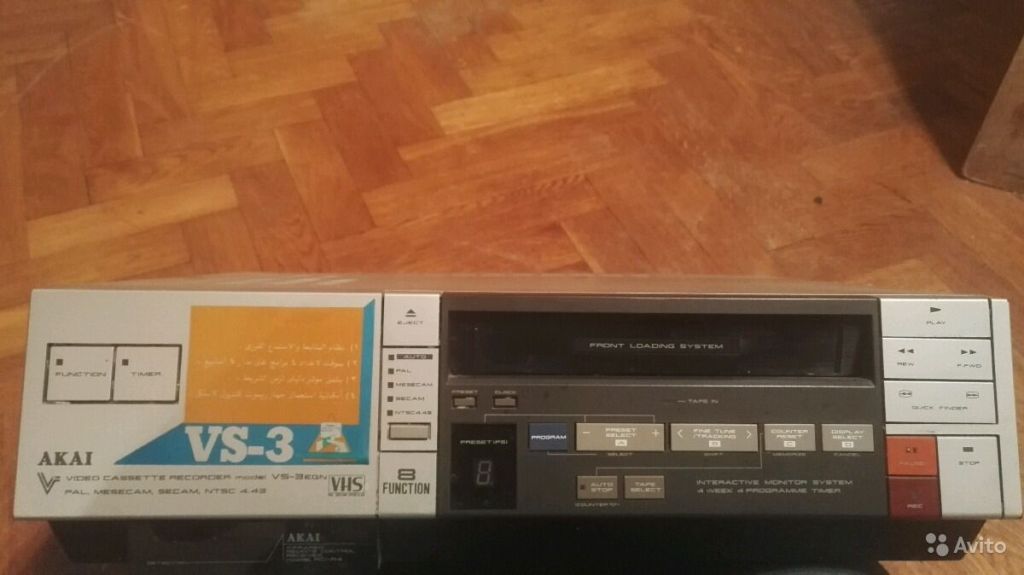 FUNCTION
TIMER
VS-3
AKAI
VIDEO CASSETTE RECORDER model VS-3EGN
PAL, MESECAM, SECAM, NTSC 4.43
VHS
EJECT
AUTO
PAL
MESECAM
SECAM
NTSC 4.43
8
FUNCTION
FRONT LOADING SYSTEM
PRESET
CLOCK
TAPE IN
PRESET(PS)
PROGRAM
- PRESET SELECT +
A
SELECT
< FINE TUNE >
/TRACKING
B
SHIFT
COUNTER
RESET
C
MEMORIZE
DISPLAY
SELECT
D
CANCEL
AUTO
STOP
TAPE
SELECT
INTERACTIVE MONITOR SYSTEM
4 WEEK 4 PROGRAMME TIMER
PLAY
REW
F.FWD
QUICK FINDER
PAUSE
STOP
REC
AKAI
Avito